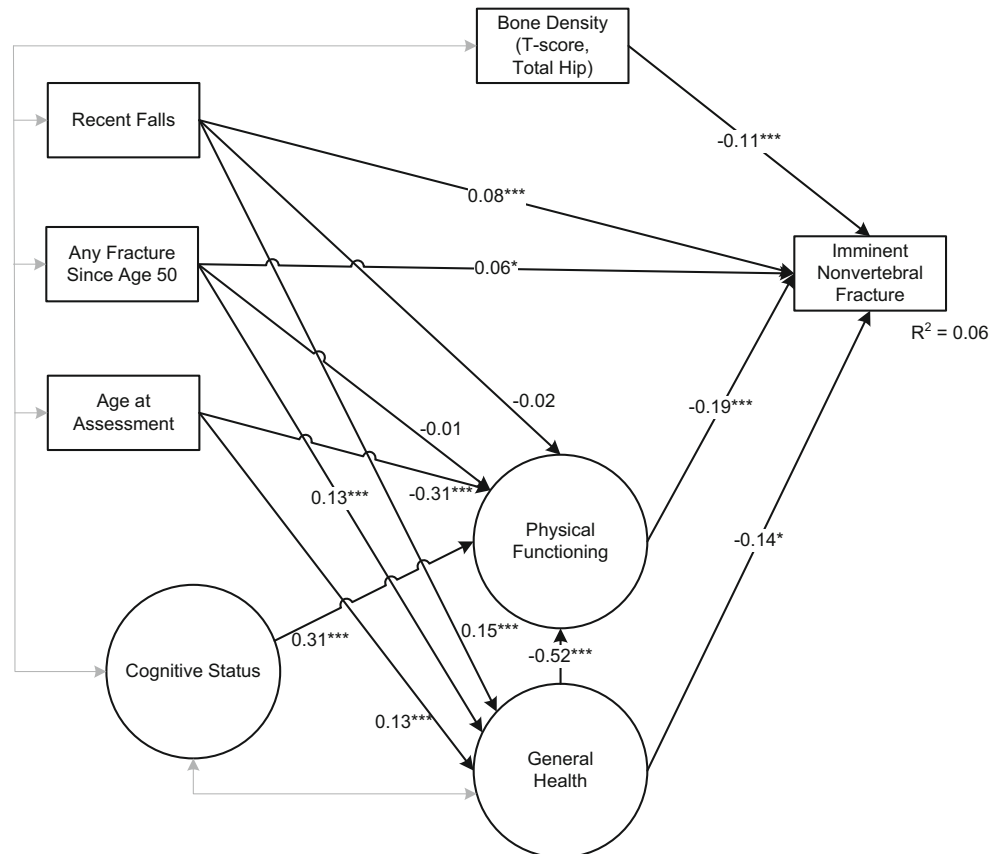 Bone Density
(T-score,
Total Hip)
Recent Falls
-0.11***
0.08***
Any Fracture
Since Age 50
0.06*
Imminent
Nonvertebral
Fracture
R² = 0.06
Age at
Assessment
-0.02
-0.01
-0.19***
0.13***
-0.31***
Physical
Functioning
-0.14*
0.31***
0.15***
-0.52***
Cognitive Status
0.13***
General
Health